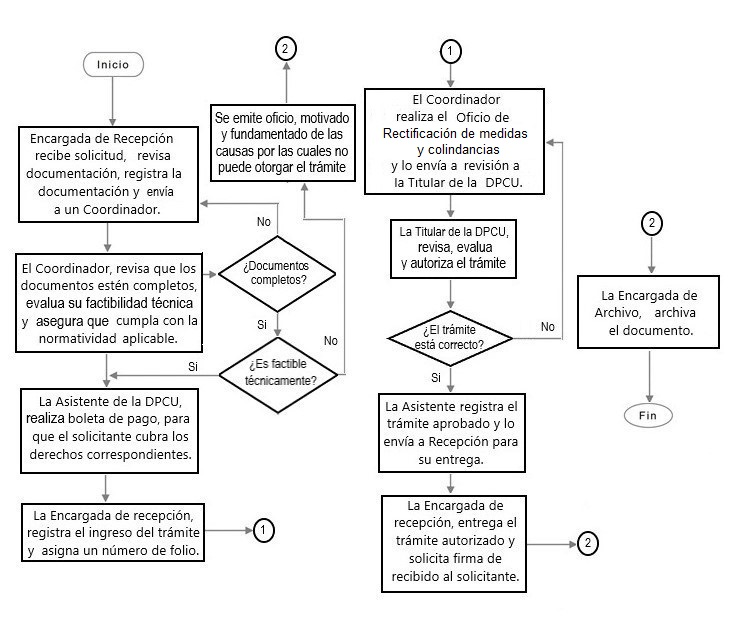 Inicio
Encargada de Recepción
recibe solicitud, revisa
documentación, registra la
documentación y envía
a un Coordinador.
El Coordinador, revisa que los
documentos estén completos,
evalua su factibilidad técnica
y asegura que cumpla con la
normatividad aplicable.
¿Documentos
completos?
No
Si
¿Es factible
técnicamente?
No
Si
2
Se emite oficio, motivado
y fundamentado de las
causas por las cuales no
puede otorgar el trámite
La Asistente de la DPCU,
realiza boleta de pago, para
que el solicitante cubra los
derechos correspondientes.
La Encargada de recepción,
registra el ingreso del trámite
y asigna un número de folio.
1
1
El Coordinador
realiza el Oficio de
Rectificación de medidas
y colindancias
y lo envía a revisión a
la Titular de la DPCU.
La Titular de la DPCU,
revisa, evalua
y autoriza el trámite
¿El trámite
está correcto?
No
Si
La Asistente registra el
trámite aprobado y lo
envía a Recepción para
su entrega.
La Encargada de
recepción, entrega el
trámite autorizado y
solicita firma de
recibido al solicitante.
2
2
La Encargada de
Archivo, archiva
el documento.
Fin